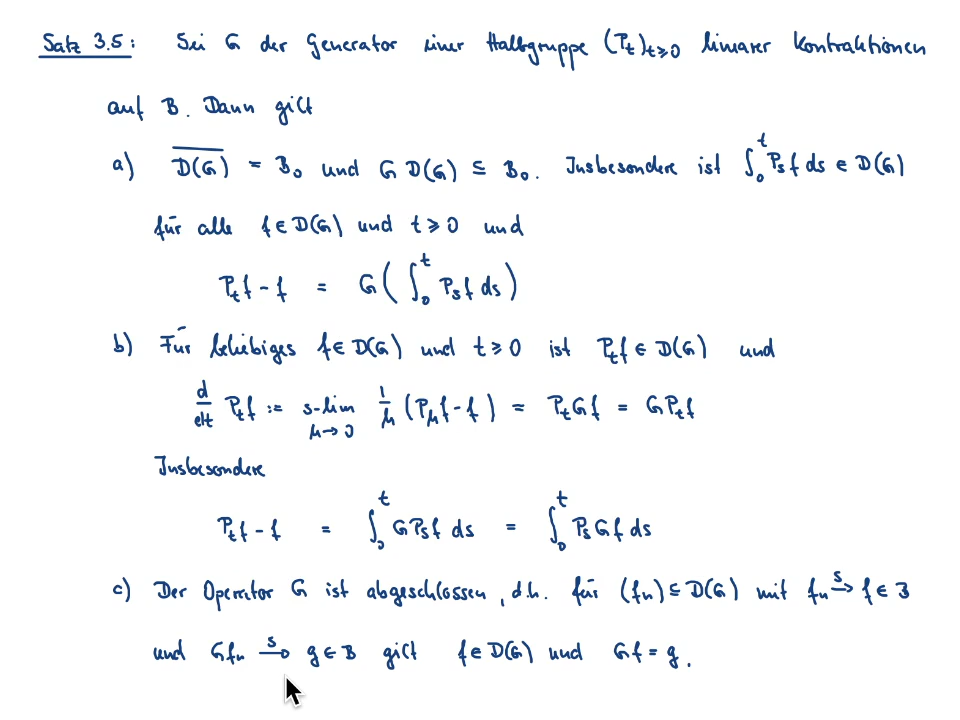 Satz 3.5: Sei G der Generator einer Halbgruppe (P_t)_{t≥0} linearer Kontraktionen
auf B. Dann gilt
a) \overline{D(G)} = B_0 und G D(G) ⊆ B_0. Insbesondere ist ∫_0^t P_s f ds ∈ D(G)
für alle f ∈ D(G) und t ≥ 0 und
P_t f - f = G(∫_0^t P_s f ds)
b) Für beliebiges f ∈ D(G) und t ≥ 0 ist P_t f ∈ D(G) und
d/dt P_t f := s-lim_{h→0} 1/h (P_h f - f) = P_t G f = G P_t f
Insbesondere
P_t f - f = ∫_0^t G P_s f ds = ∫_0^t P_s G f ds
c) Der Operator G ist abgeschlossen, d.h. für (f_n) ⊆ D(G) mit f_n \xrightarrow{s} f ∈ B
und G f_n \xrightarrow{s} g ∈ B gilt f ∈ D(G) und G f = g.